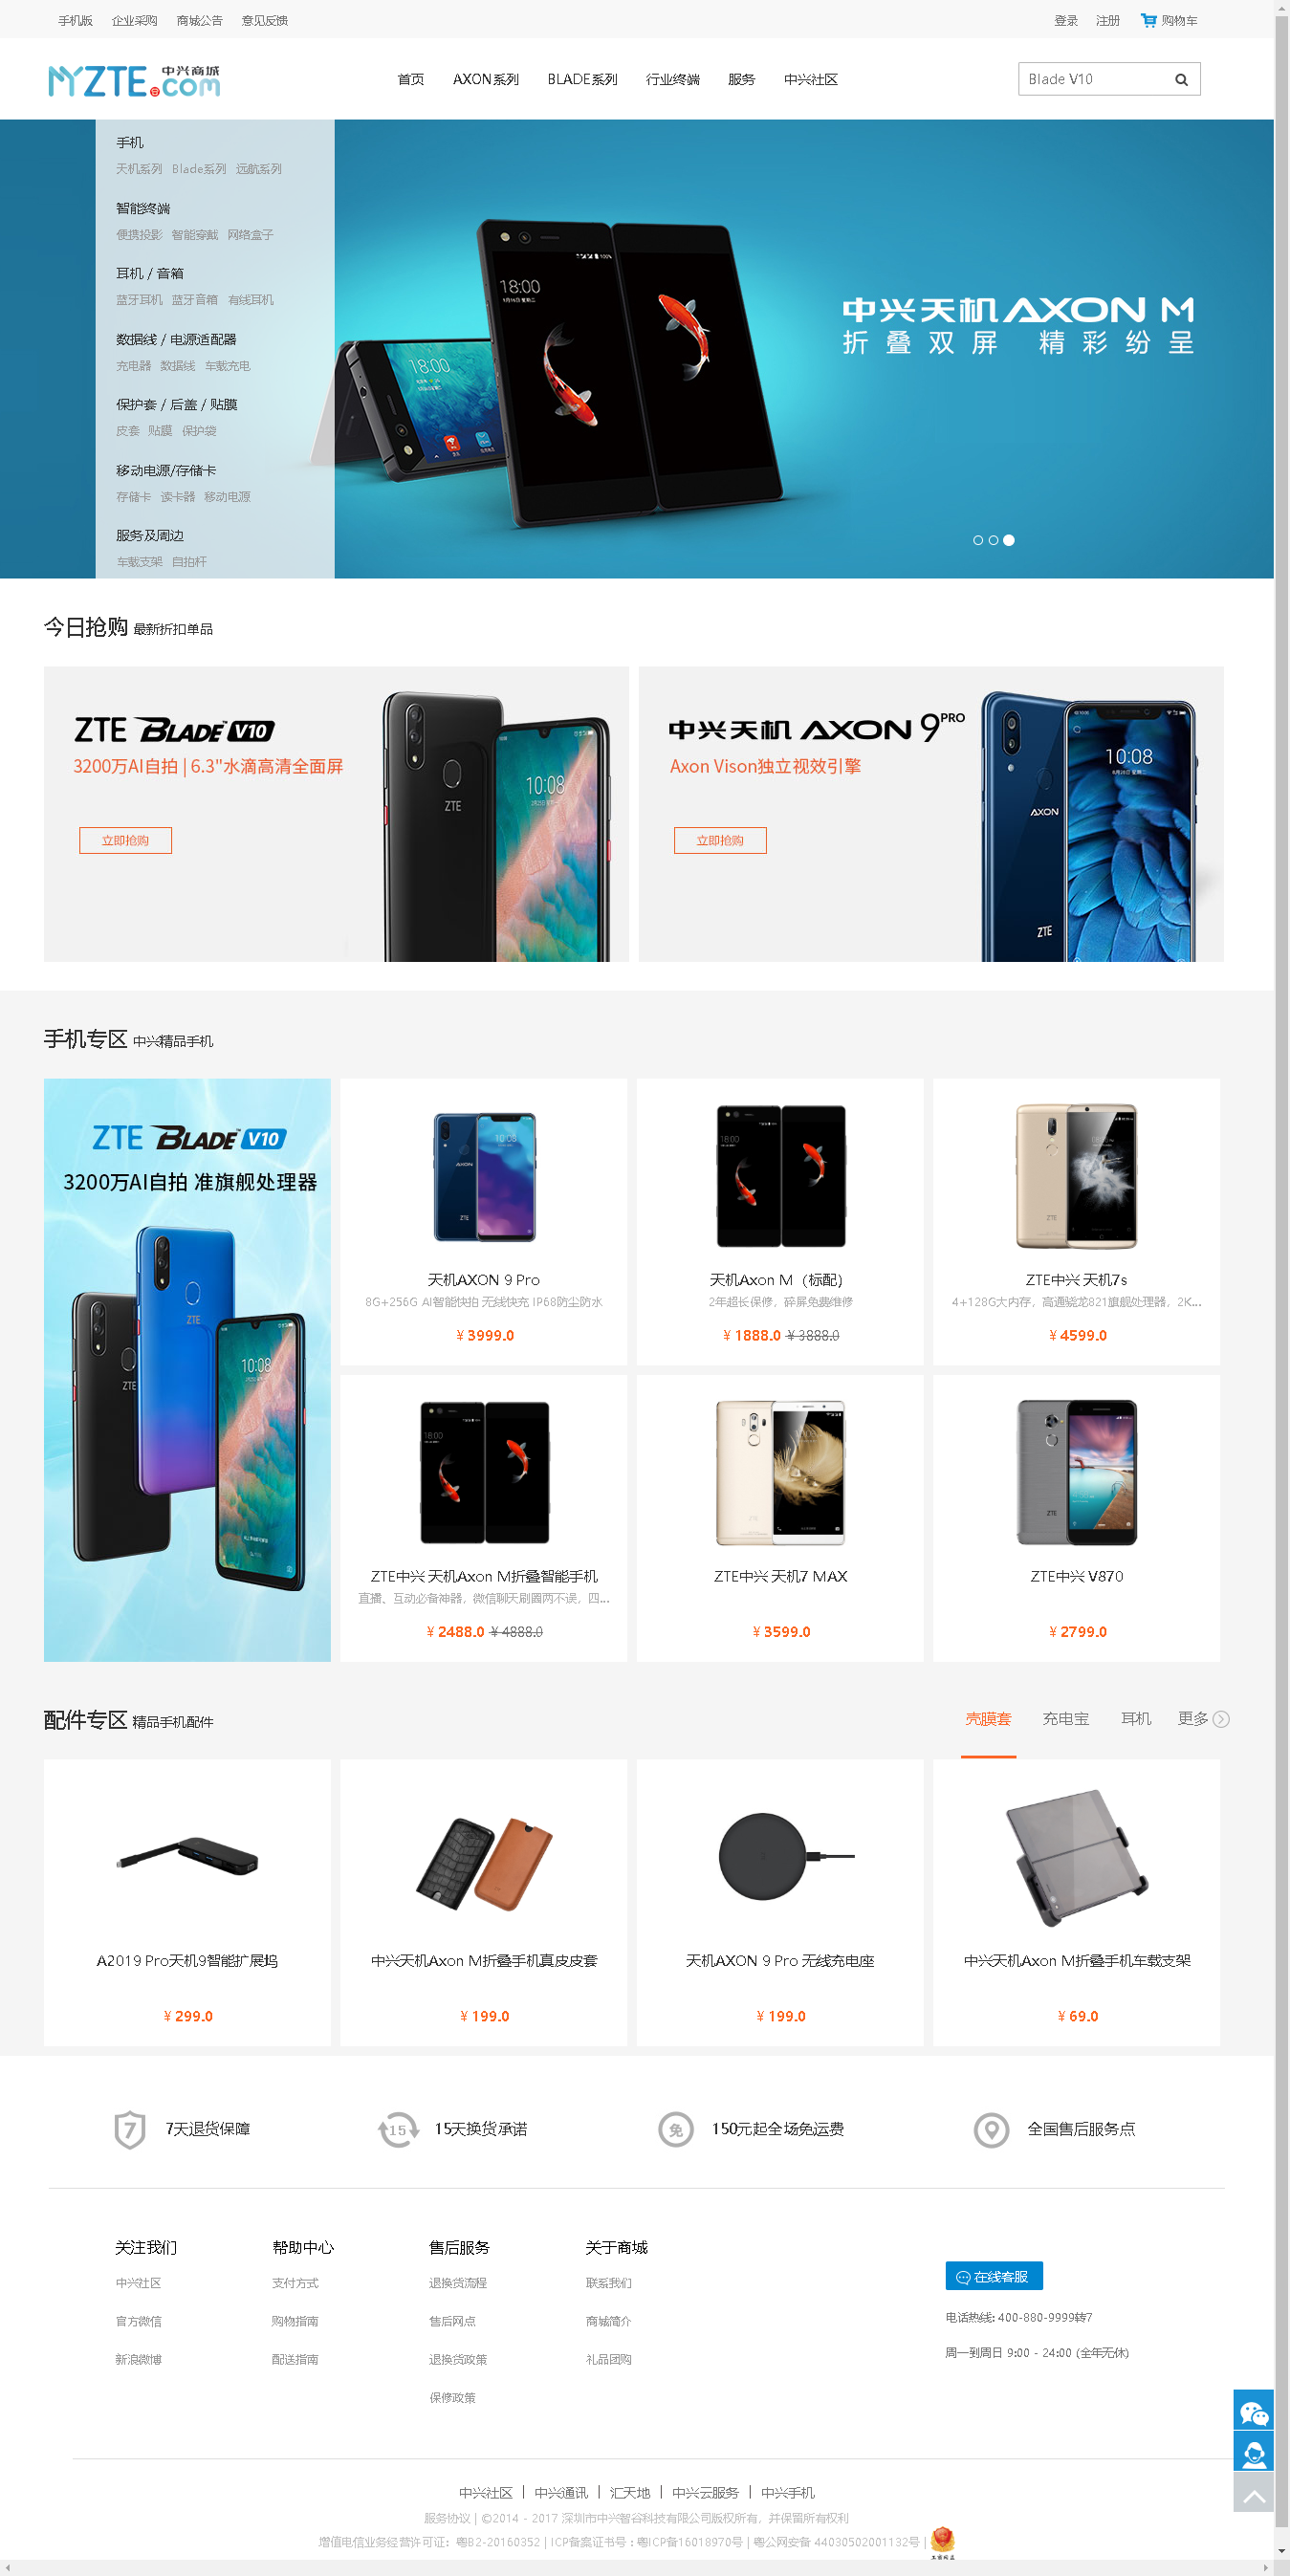 手机版 企业采购 商城公告 意见反馈 登录 注册 购物车
MYZTE.com 中兴商城
首页 AXON系列 BLADE系列 行业终端 服务 中兴社区 Blade V10
手机
天机系列 Blade系列 远航系列
智能终端
便携投影 智能穿戴 网络盒子
耳机 / 音箱
蓝牙耳机 蓝牙音箱 有线耳机
数据线 / 电源适配器
充电器 数据线 车载充电
保护套 / 后盖 / 贴膜
皮套 贴膜 保护袋
移动电源/存储卡
存储卡 读卡器 移动电源
服务及周边
车载支架 自拍杆
18:00
18:00
中兴天机 AXON M
折叠双屏 精彩纷呈
今日抢购 最新折扣单品
ZTE BLADE V10
3200万AI自拍 | 6.3"水滴高清全面屏
立即抢购
ZTE
10:08
中兴天机 AXON 9 PRO
Axon Vison独立视效引擎
立即抢购
AXON
ZTE
10:08
手机专区 中兴精品手机
ZTE BLADE V10
3200万AI自拍 准旗舰处理器
ZTE
ZTE
10:08
天机AXON 9 Pro
8G+256G AI智能快拍 无线快充 IP68防尘防水
¥ 3999.0
天机Axon M（标配）
2年超长保修，碎屏免费维修
¥ 1888.0 ¥ 3888.0
ZTE中兴 天机7s
4+128G大内存，高通骁龙821旗舰处理器，2K...
¥ 4599.0
ZTE中兴 天机Axon M折叠智能手机
直播、互动必备神器，微信聊天刷圈两不误，四...
¥ 2488.0 ¥ 4888.0
ZTE中兴 天机7 MAX
¥ 3599.0
ZTE中兴 V870
¥ 2799.0
配件专区 精品手机配件
壳膜套 充电宝 耳机 更多
A2019 Pro天机9智能扩展坞
¥ 299.0
中兴天机Axon M折叠手机真皮皮套
¥ 199.0
天机AXON 9 Pro 无线充电座
¥ 199.0
中兴天机Axon M折叠手机车载支架
¥ 69.0
7 7天退货保障
15 15天换货承诺
免 150元起全场免运费
全国售后服务点
关注我们
中兴社区
官方微信
新浪微博
帮助中心
支付方式
购物指南
配送指南
售后服务
退换货流程
售后网点
退换货政策
保修政策
关于商城
联系我们
商城简介
礼品团购
在线客服
电话热线: 400-880-9999转7
周一到周日 9:00 - 24:00 (全年无休)
中兴社区 | 中兴通讯 | 汇天地 | 中兴云服务 | 中兴手机
服务协议 | ©2014 - 2017 深圳市中兴智谷科技有限公司版权所有，并保留所有权利
增值电信业务经营许可证：粤B2-20160352 | ICP备案证书号：粤ICP备16018970号 | 粤公网安备 44030502001132号 |